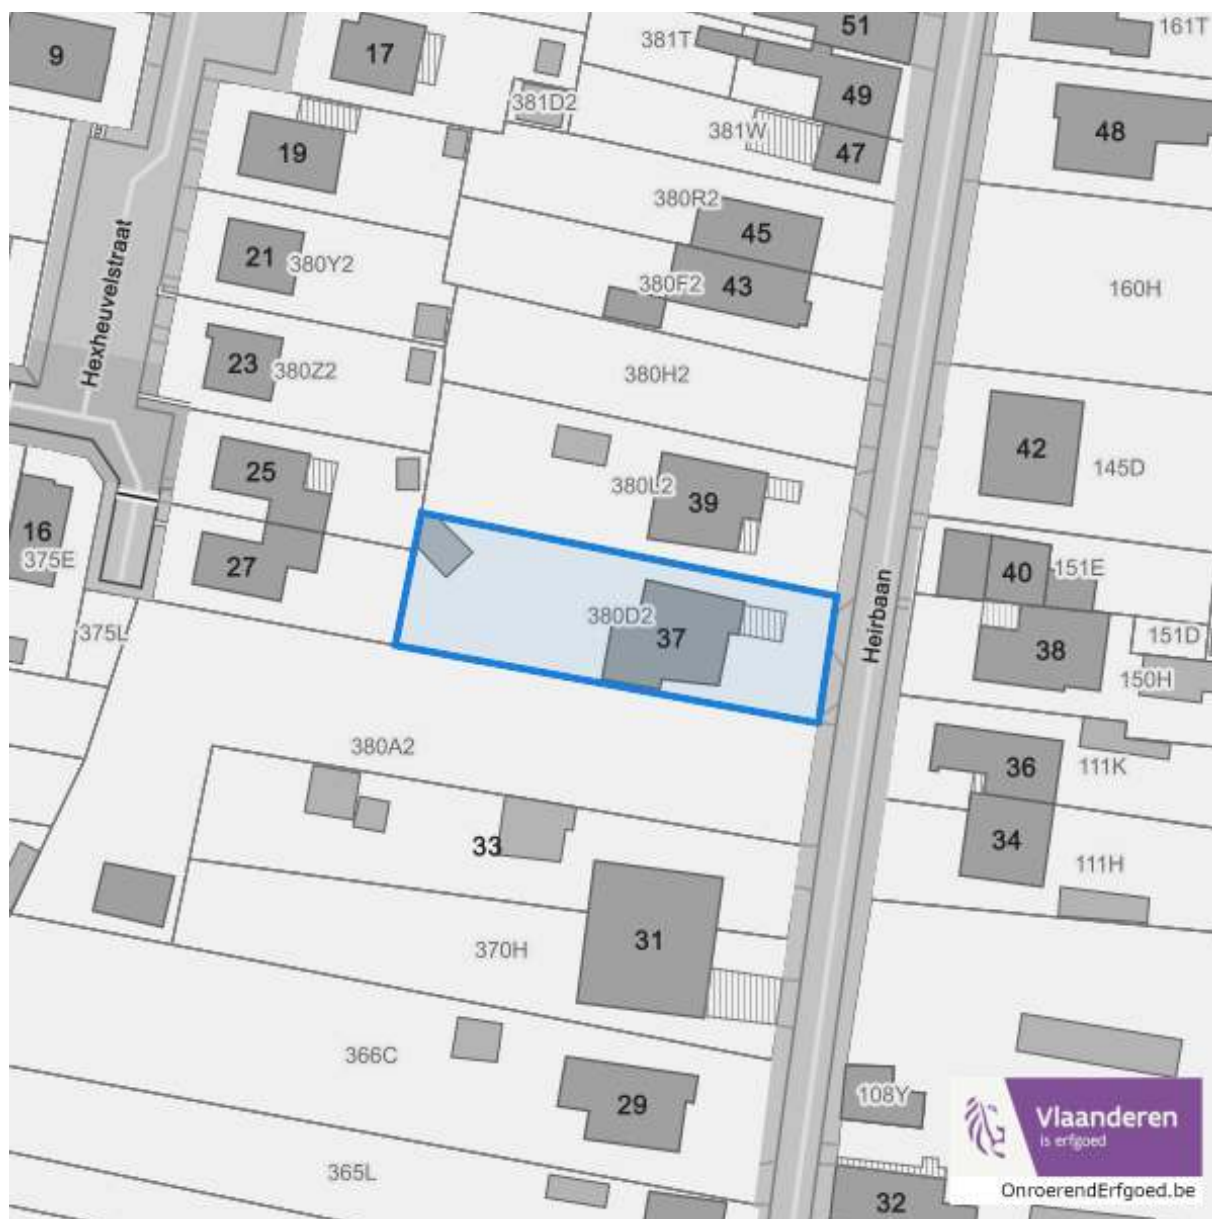 9
17
381T
51
161T
381D2
49
48
19
381W
47
380R2
45
Hexheuvelstraat
21
380Y2
380F2
43
160H
23
380Z2
380H2
42
145D
25
380L2
39
16
375E
27
40
151E
380D2
37
Heirbaan
375L
38
151D
150H
380A2
36
111K
33
34
111H
31
370H
366C
29
108Y
365L
32
Vlaanderen
is erfgoed
OnroerendErfgoed.be